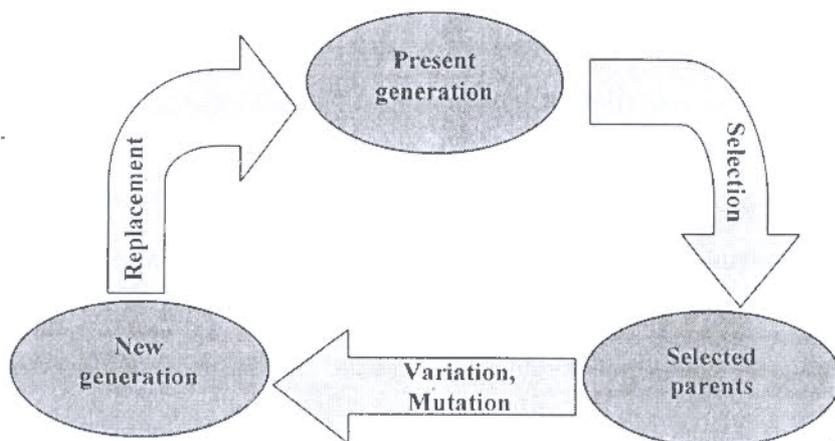 Present
generation
Selection
Selected
parents
Variation,
Mutation
New
generation
Replacement